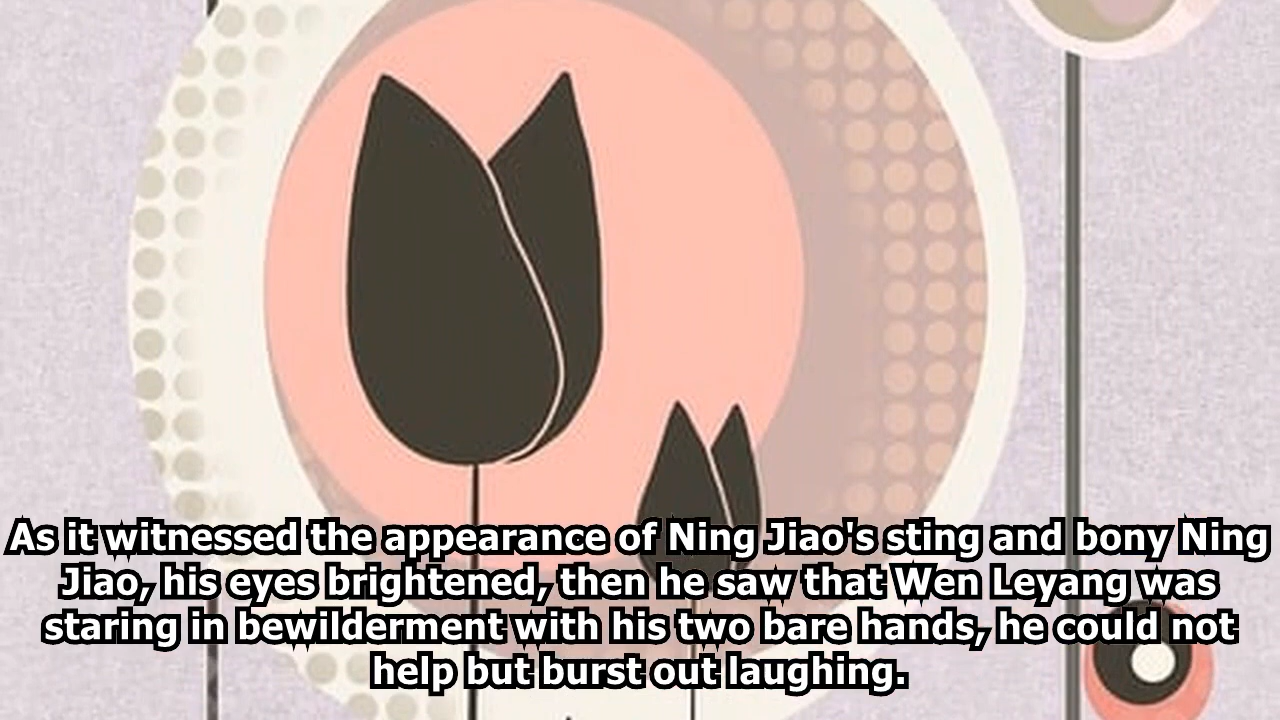 As it witnessed the appearance of Ning Jiao's sting and bony Ning
Jiao, his eyes brightened, then he saw that Wen Leyang was
staring in bewilderment with his two bare hands, he could not
help but burst out laughing.